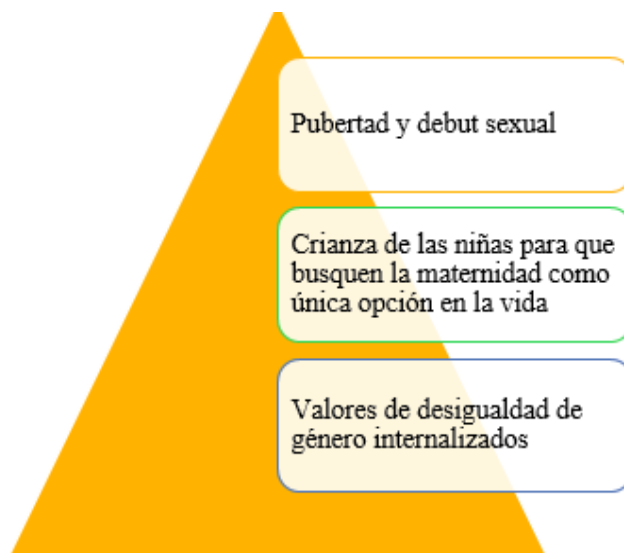 Pubertad y debut sexual
Crianza de las niñas para que
busquen la maternidad como
única opción en la vida
Valores de desigualdad de
género internalizados